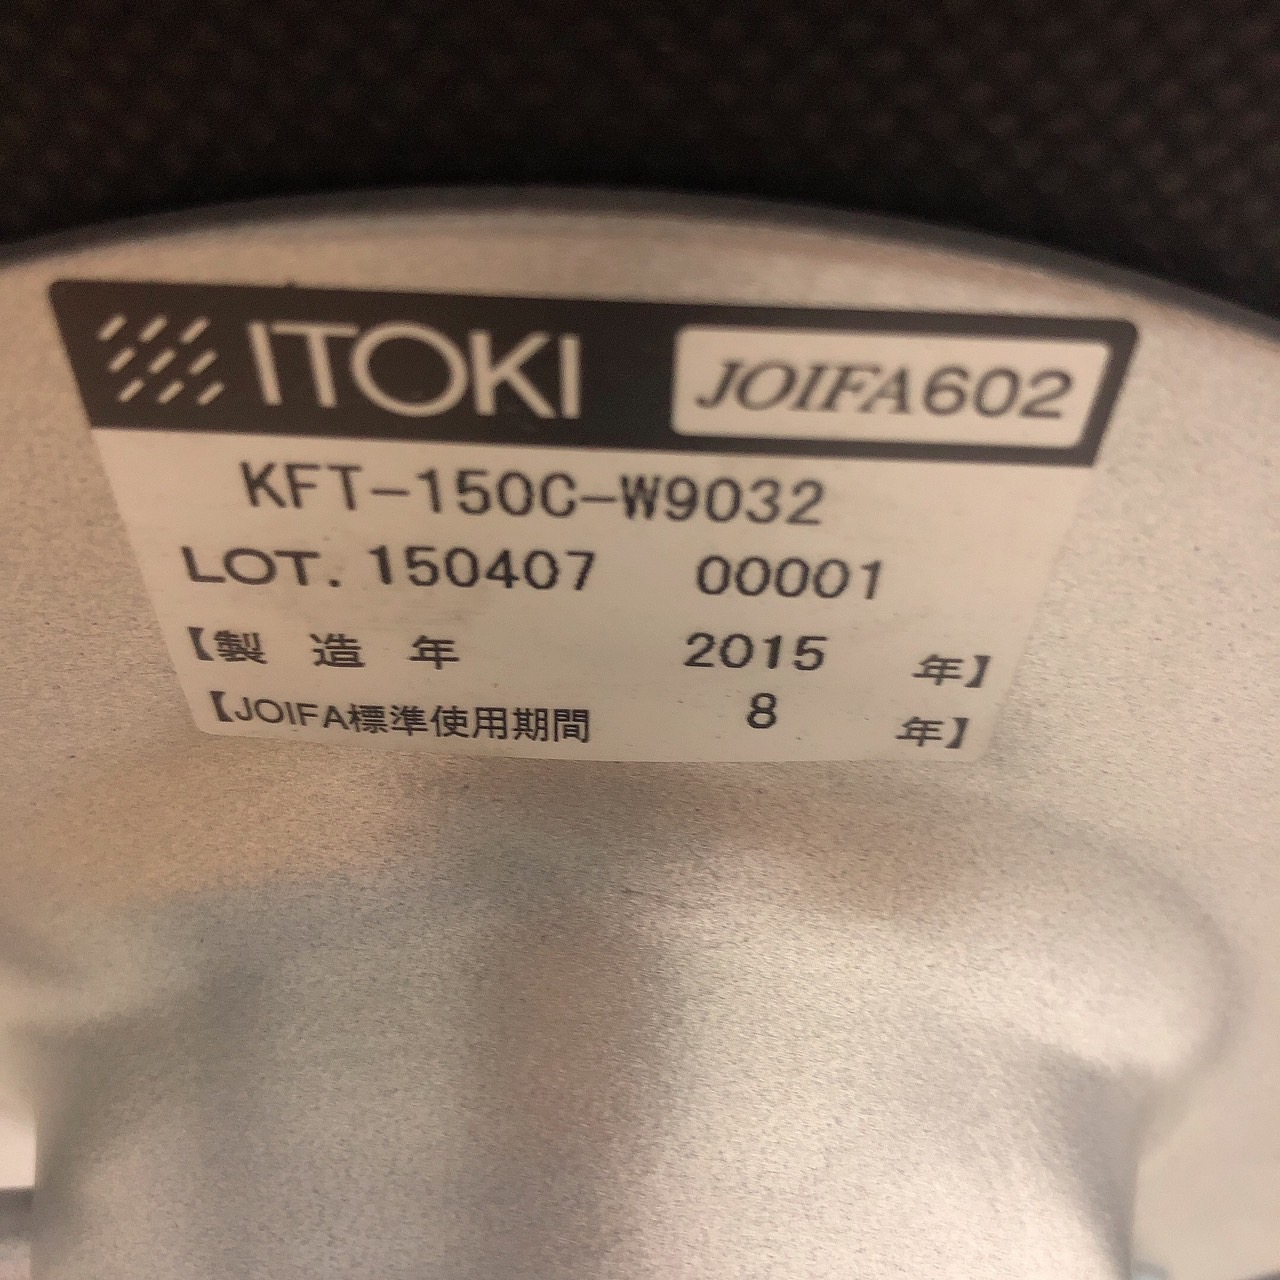 ITOKI JOIFA602
KFT-150C-W9032
LOT. 150407 00001
【製 造 年 2015 年】
【JOIFA標準使用期間 8 年】